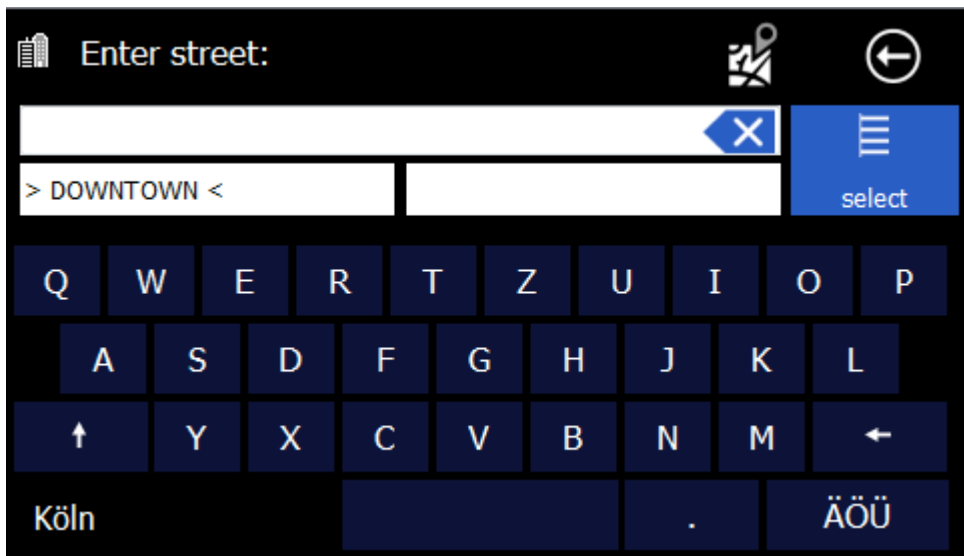 Enter street:
> DOWNTOWN <
select
Q W E R T Z U I O P
A S D F G H J K L
Y X C V B N M
Köln . ÄÖÜ